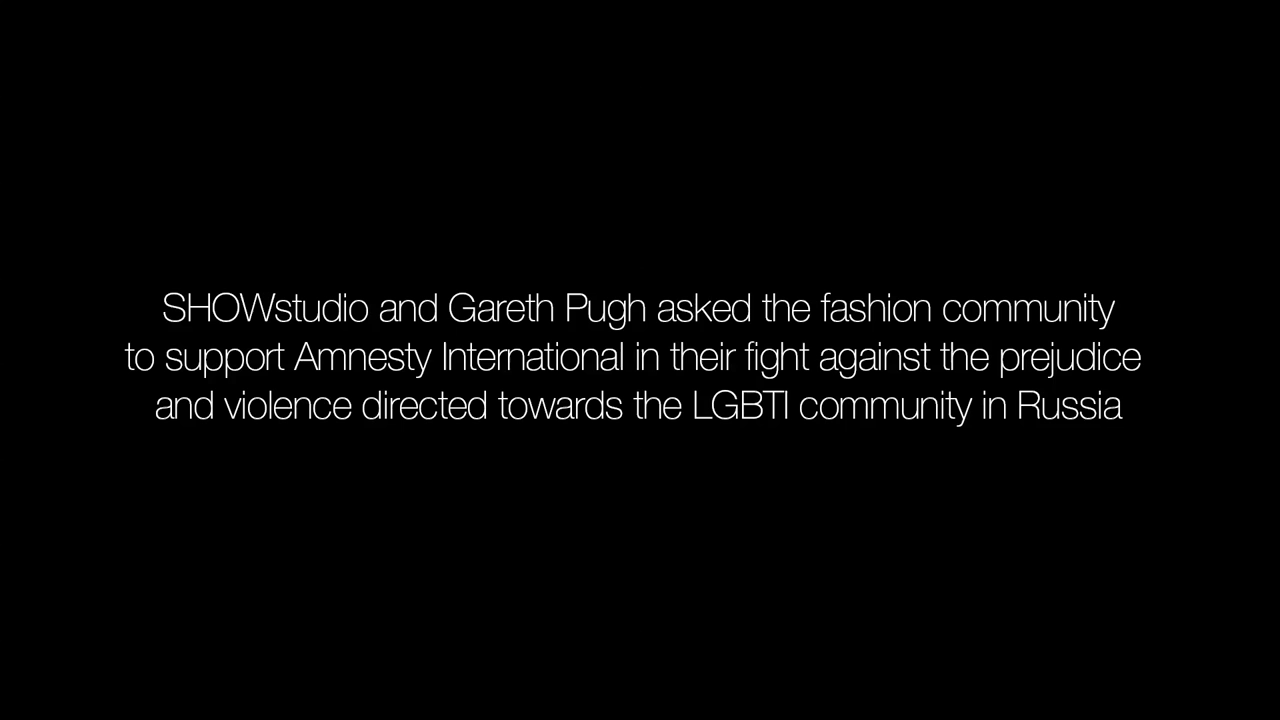 SHOWstudio and Gareth Pugh asked the fashion community
to support Amnesty International in their fight against the prejudice
and violence directed towards the LGBTI community in Russia